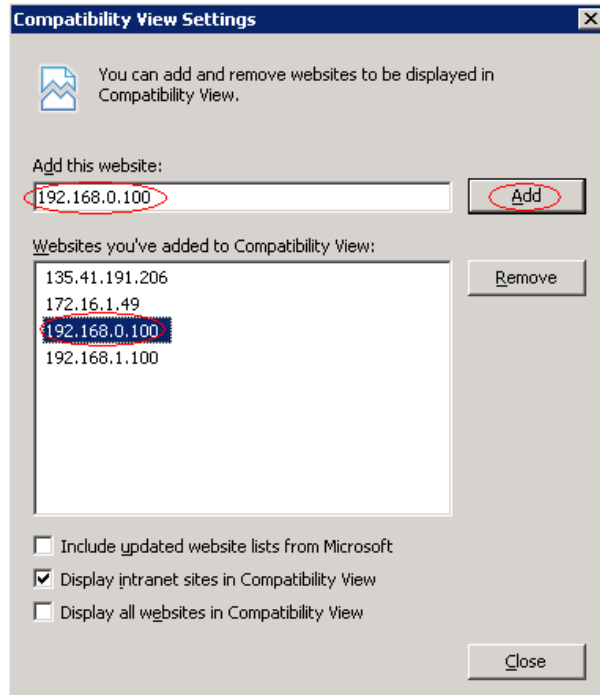 Compatibility View Settings
You can add and remove websites to be displayed in
Compatibility View.
Add this website:
192.168.0.100
Add
Websites you've added to Compatibility View:
135.41.191.206
172.16.1.49
192.168.0.100
192.168.1.100
Remove
Include updated website lists from Microsoft
Display intranet sites in Compatibility View
Display all websites in Compatibility View
Close